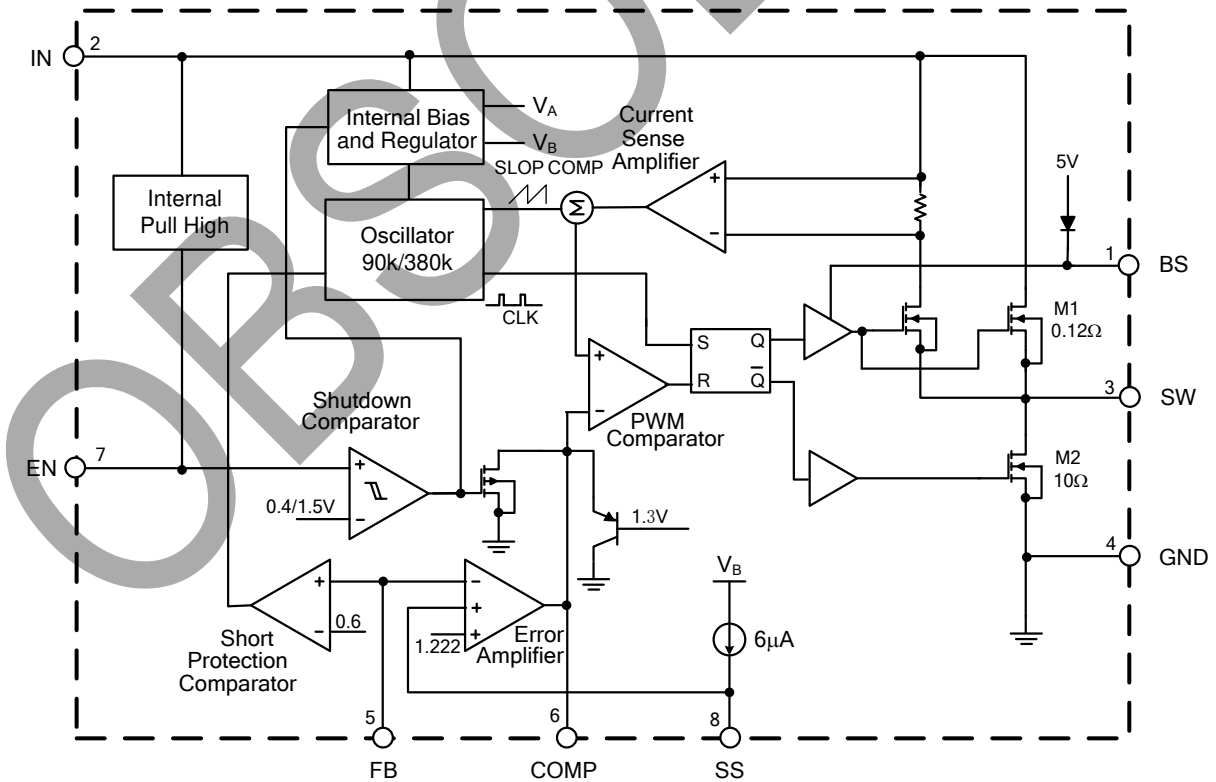 OBSOL
IN
2
Internal Bias
and Regulator
VA
VB
Current
Sense
Amplifier
SLOP COMP
5V
Internal
Pull High
Σ
+
−
Oscillator
90k/380k
CLK
1
BS
M1
0.12Ω
S
Q
R
Q̅
+
−
PWM
Comparator
3
SW
Shutdown
Comparator
EN
7
+
−
0.4/1.5V
M2
10Ω
1.3V
4
GND
VB
+
−
0.6
Short
Protection
Comparator
−
+
+
1.222
Error
Amplifier
6µA
5
FB
6
COMP
8
SS